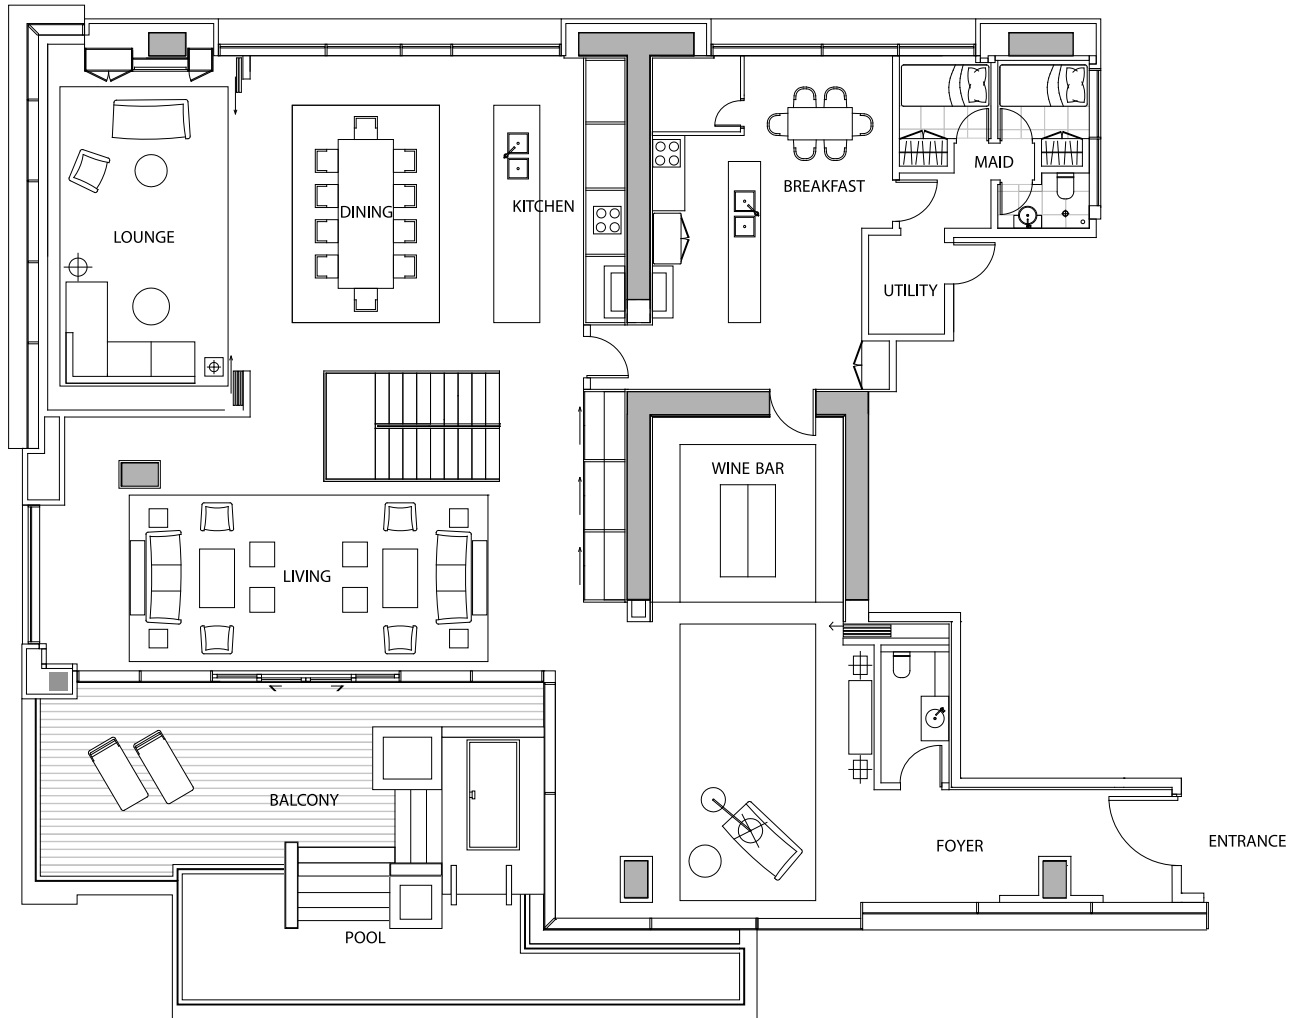 MAID
BREAKFAST
KITCHEN
DINING
LOUNGE
UTILITY
WINE BAR
LIVING
BALCONY
ENTRANCE
FOYER
POOL